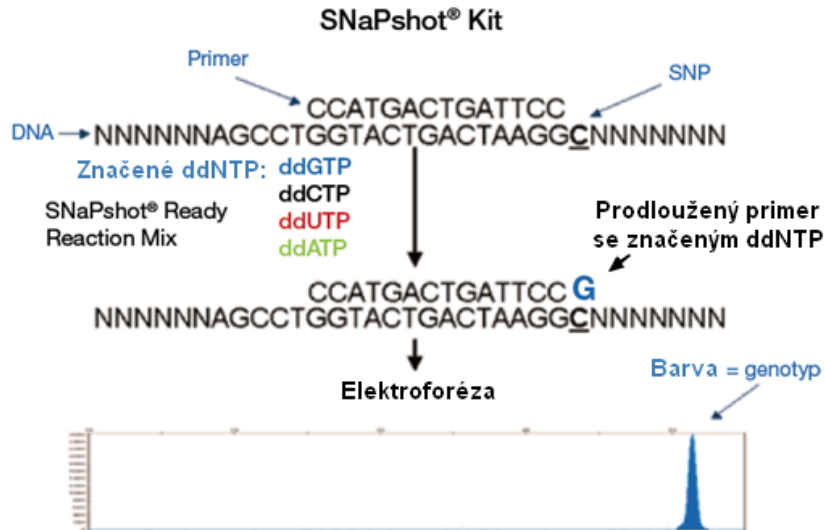 SNaPshot® Kit
Primer
SNP
CCATGACTGATTCC
DNA
NNNNNNAGCCTGGTACTGACTAAGGCNNNNNNN
Značené ddNTP: ddGTP
ddCTP
ddUTP
ddATP
SNaPshot® Ready
Reaction Mix
Prodloužený primer
se značeným ddNTP
CCATGACTGATTCC G
NNNNNNAGCCTGGTACTGACTAAGGCNNNNNNN
Elektroforéza
Barva = genotyp